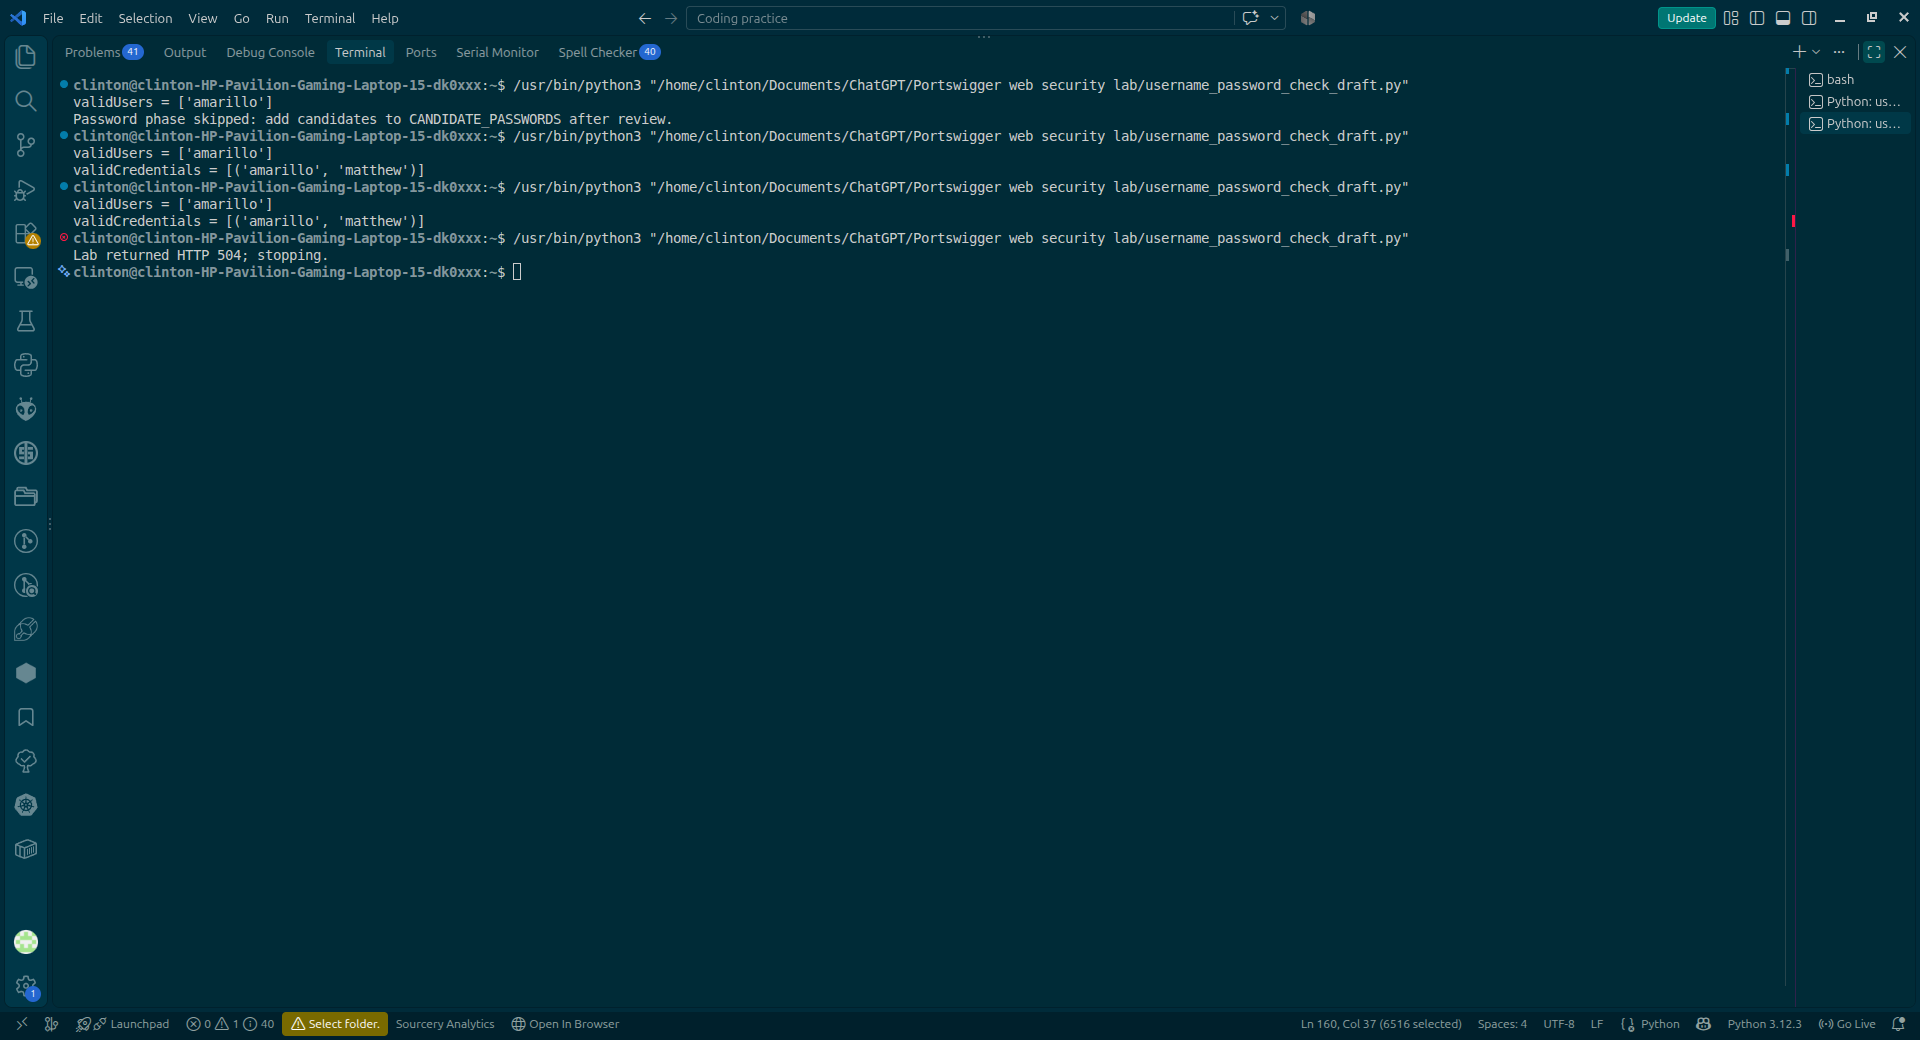 File Edit Selection View Go Run Terminal Help
Coding practice
Update
Problems 41 Output Debug Console Terminal Ports Serial Monitor Spell Checker 40
clinton@clinton-HP-Pavilion-Gaming-Laptop-15-dk0xxx:~$ /usr/bin/python3 "/home/clinton/Documents/ChatGPT/Portswigger web security lab/username_password_check_draft.py"
validUsers = ['amarillo']
Password phase skipped: add candidates to CANDIDATE_PASSWORDS after review.
clinton@clinton-HP-Pavilion-Gaming-Laptop-15-dk0xxx:~$ /usr/bin/python3 "/home/clinton/Documents/ChatGPT/Portswigger web security lab/username_password_check_draft.py"
validUsers = ['amarillo']
validCredentials = [('amarillo', 'matthew')]
clinton@clinton-HP-Pavilion-Gaming-Laptop-15-dk0xxx:~$ /usr/bin/python3 "/home/clinton/Documents/ChatGPT/Portswigger web security lab/username_password_check_draft.py"
validUsers = ['amarillo']
validCredentials = [('amarillo', 'matthew')]
clinton@clinton-HP-Pavilion-Gaming-Laptop-15-dk0xxx:~$ /usr/bin/python3 "/home/clinton/Documents/ChatGPT/Portswigger web security lab/username_password_check_draft.py"
Lab returned HTTP 504; stopping.
clinton@clinton-HP-Pavilion-Gaming-Laptop-15-dk0xxx:~$
bash
Python: us...
Python: us...
1
Launchpad 0 1 40 Select folder. Sourcery Analytics Open In Browser
Ln 160, Col 37 (6516 selected) Spaces: 4 UTF-8 LF Python Python 3.12.3 Go Live